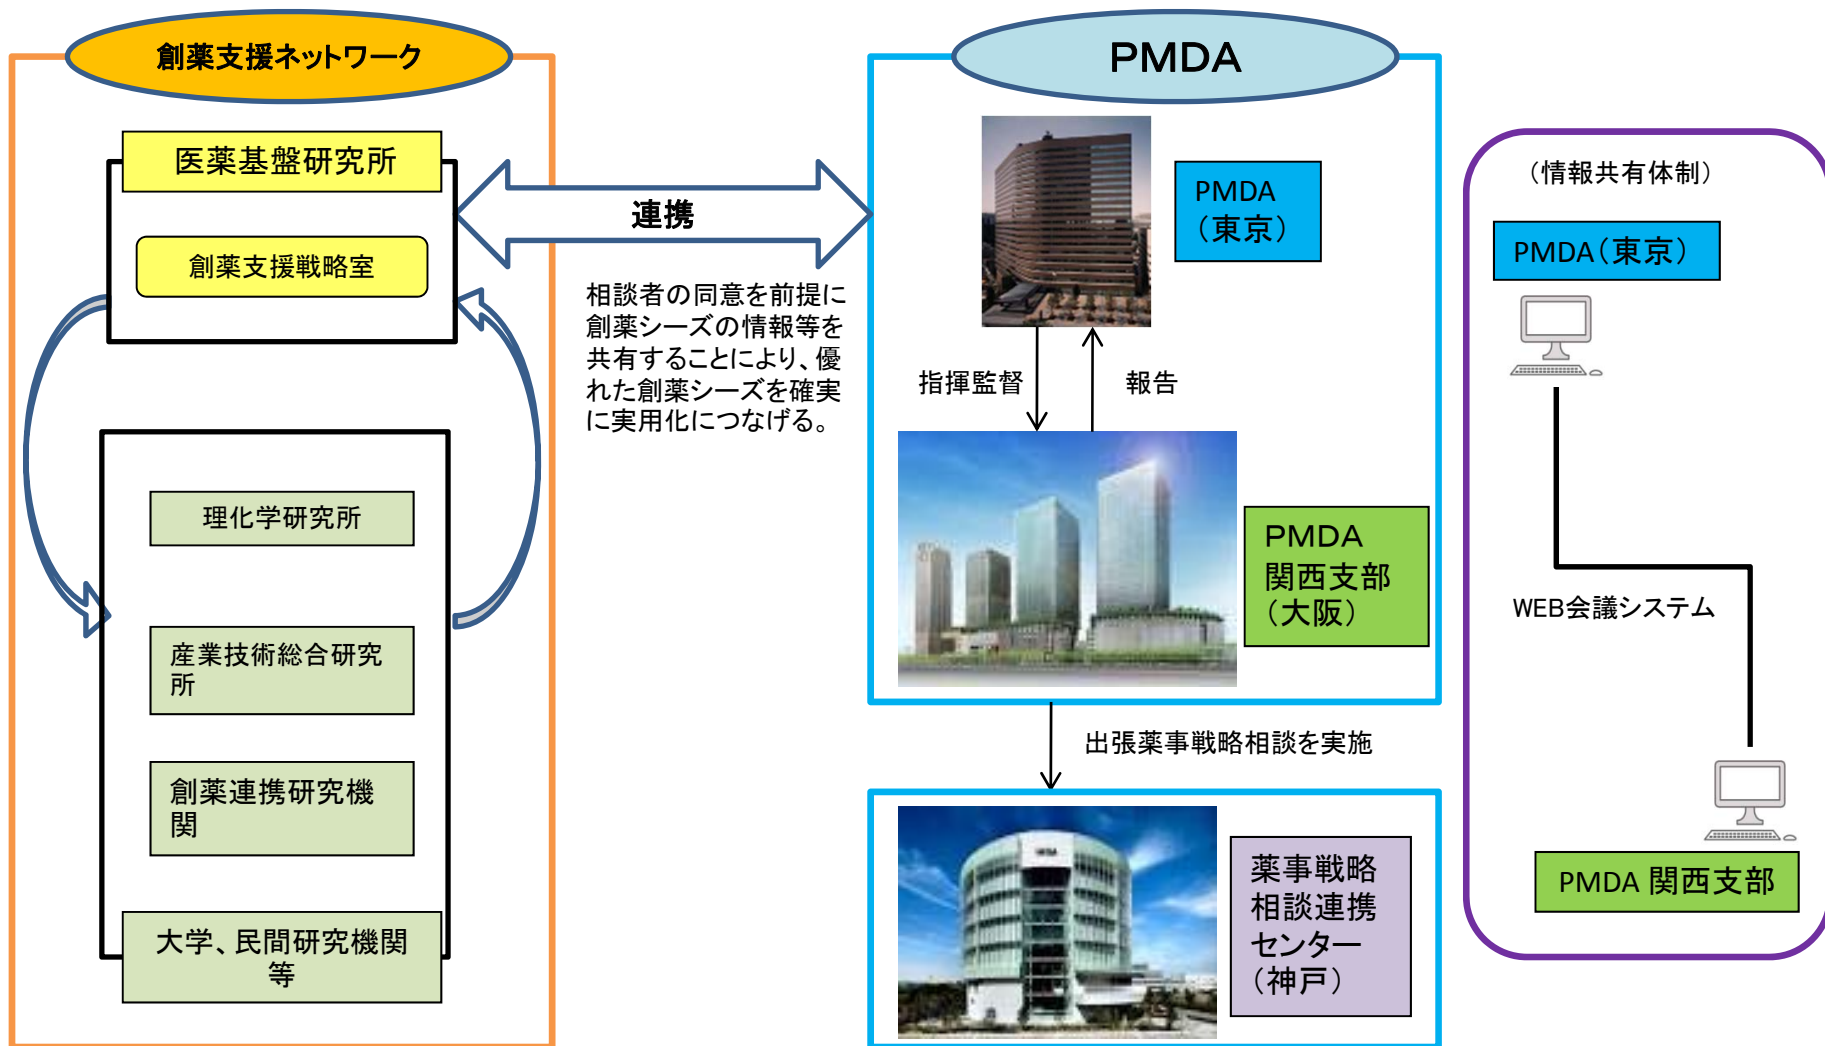 創薬支援ネットワーク
医薬基盤研究所
創薬支援戦略室
理化学研究所
産業技術総合研究
所
創薬連携研究機
関
大学、民間研究機関
等
連携
相談者の同意を前提に
創薬シーズの情報等を
共有することにより、優
れた創薬シーズを確実
に実用化につなげる。
PMDA
PMDA
（東京）
指揮監督
報告
PMDA
関西支部
（大阪）
出張薬事戦略相談を実施
薬事戦略
相談連携
センター
（神戸）
（情報共有体制）
PMDA（東京）
WEB会議システム
PMDA 関西支部